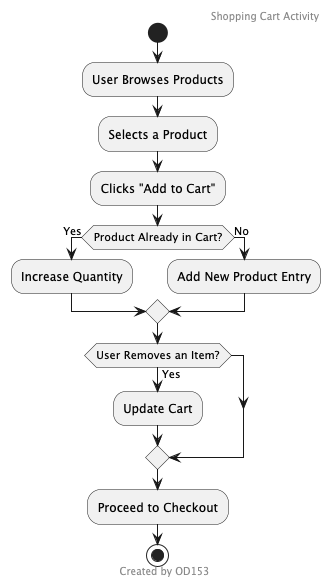 Shopping Cart Activity
User Browses Products
Selects a Product
Clicks "Add to Cart"
Yes
Product Already in Cart?
No
Increase Quantity
Add New Product Entry
User Removes an Item?
Yes
Update Cart
Proceed to Checkout
Created by OD153